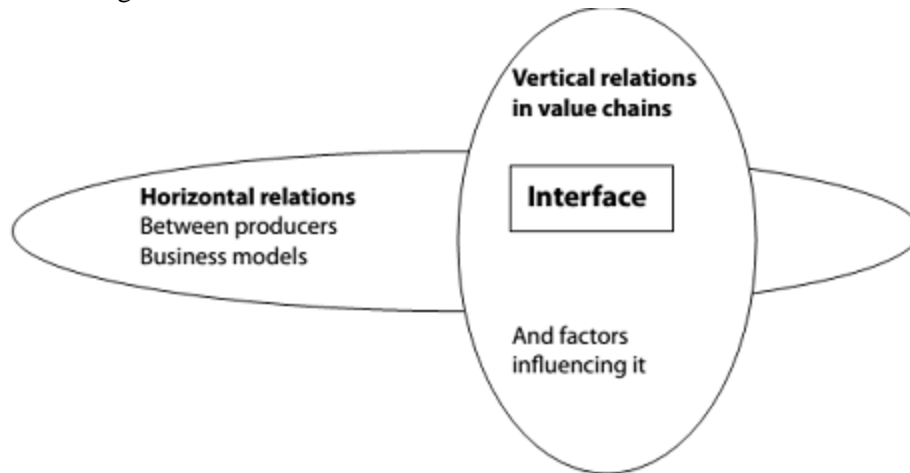 Vertical relations
in value chains
Interface
Horizontal relations
Between producers
Business models
And factors
influencing it